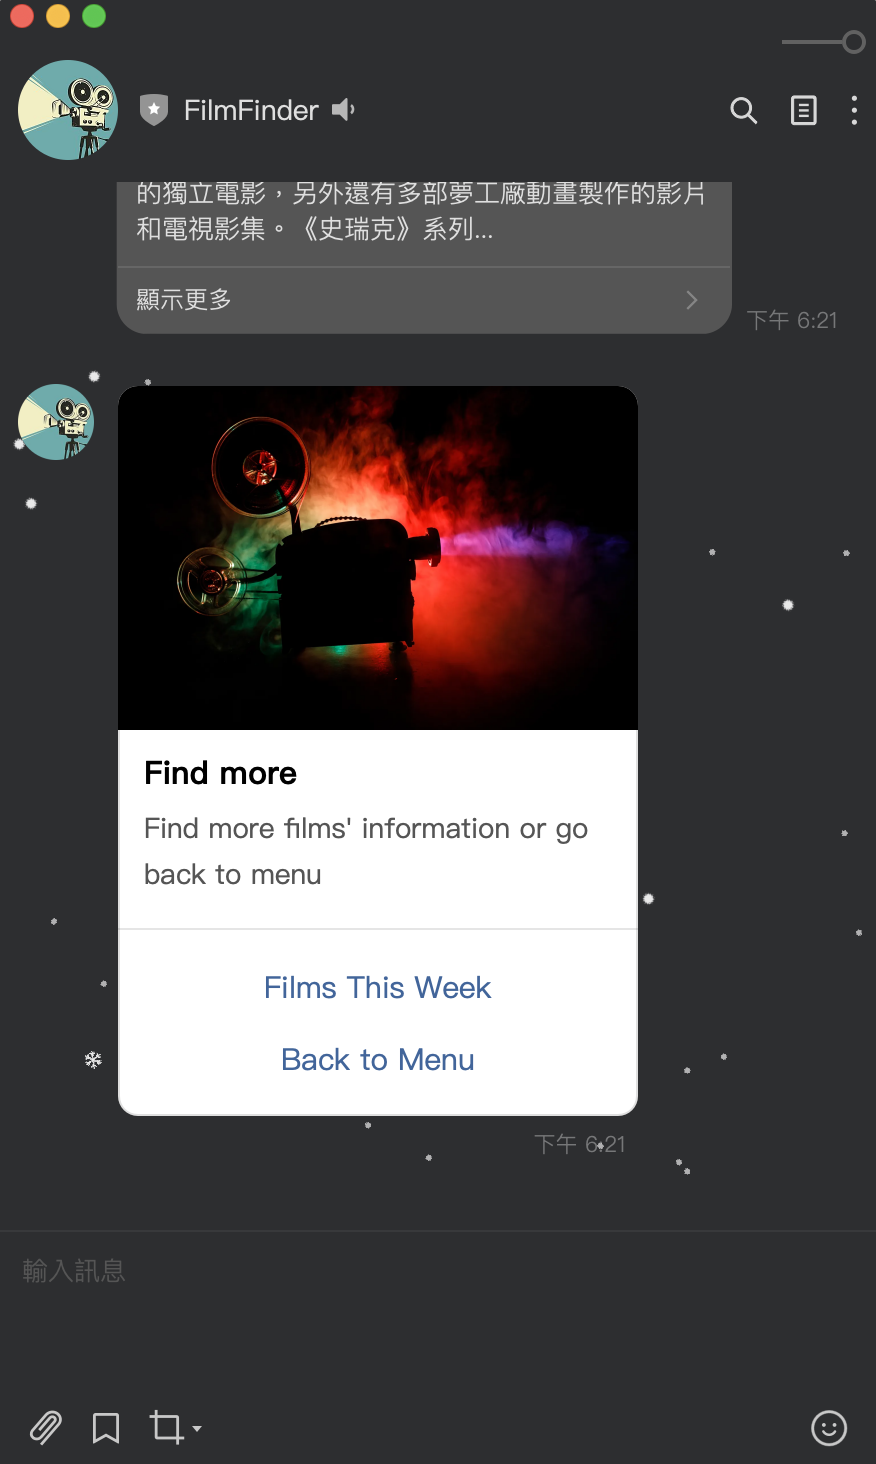 FilmFinder
的獨立電影，另外還有多部夢工廠動畫製作的影片
和電視影集。《史瑞克》系列...
顯示更多
下午 6:21
Find more
Find more films' information or go
back to menu
Films This Week
Back to Menu
下午 6:21
輸入訊息